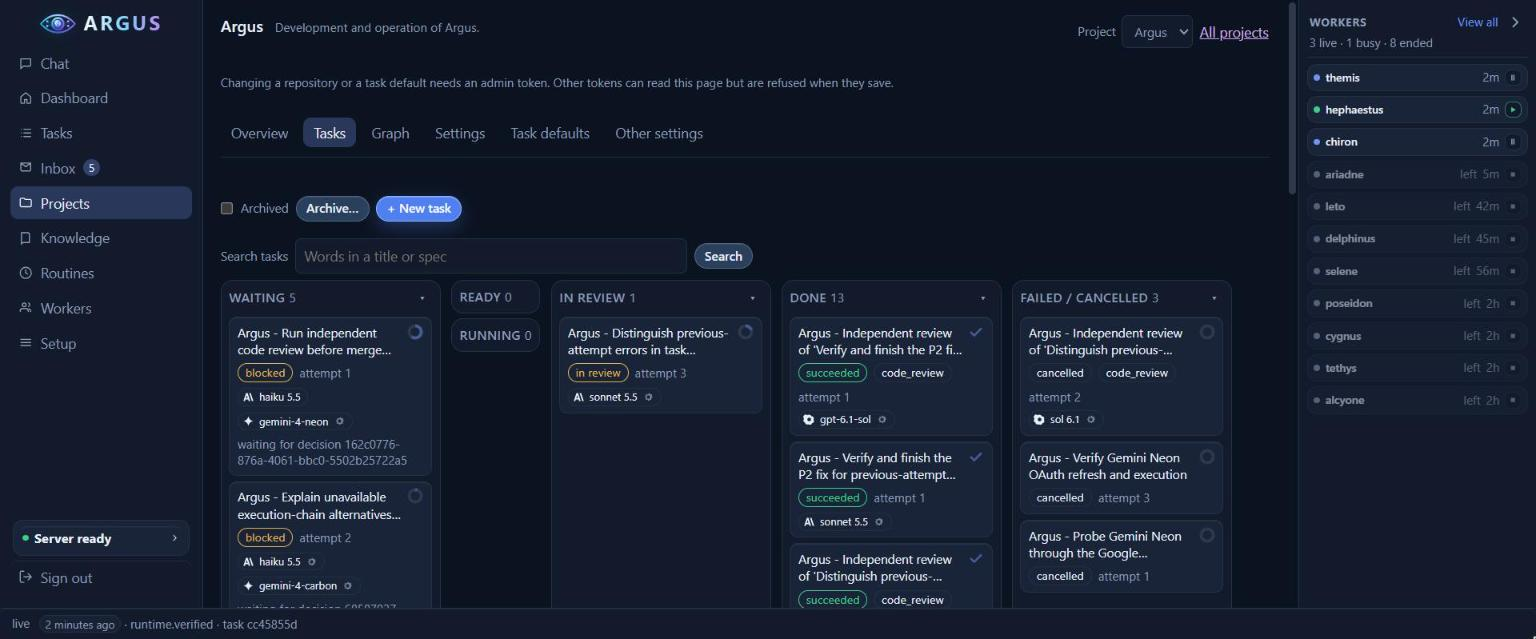 ARGUS
Chat
Dashboard
Tasks
Inbox 5
Projects
Knowledge
Routines
Workers
Setup
Server ready
Sign out
Argus Development and operation of Argus.
Project Argus All projects
Changing a repository or a task default needs an admin token. Other tokens can read this page but are refused when they save.
Overview Tasks Graph Settings Task defaults Other settings
Archived Archive... + New task
Search tasks Words in a title or spec Search
WAITING 5
Argus - Run independent
code review before merge...
blocked attempt 1
haiku 5.5
gemini-4-neon
waiting for decision 162c0776-
876a-4061-bbc0-5502b25722a5
Argus - Explain unavailable
execution-chain alternatives...
blocked attempt 2
haiku 5.5
gemini-4-carbon
READY 0
RUNNING 0
IN REVIEW 1
Argus - Distinguish previous-
attempt errors in task...
in review attempt 3
sonnet 5.5
DONE 13
Argus - Independent review
of 'Verify and finish the P2 fi...
succeeded code_review
attempt 1
gpt-6.1-sol
Argus - Verify and finish the
P2 fix for previous-attempt...
succeeded attempt 1
sonnet 5.5
Argus - Independent review
of 'Distinguish previous-...
succeeded code_review
FAILED / CANCELLED 3
Argus - Independent review
of 'Distinguish previous-...
cancelled code_review
attempt 2
sol 6.1
Argus - Verify Gemini Neon
OAuth refresh and execution
cancelled attempt 3
Argus - Probe Gemini Neon
through the Google...
cancelled attempt 1
WORKERS View all
3 live · 1 busy · 8 ended
themis 2m
hephaestus 2m
chiron 2m
ariadne left 5m
leto left 42m
delphinus left 45m
selene left 56m
poseidon left 2h
cygnus left 2h
tethys left 2h
alcyone left 2h
live 2 minutes ago · runtime.verified · task cc45855d